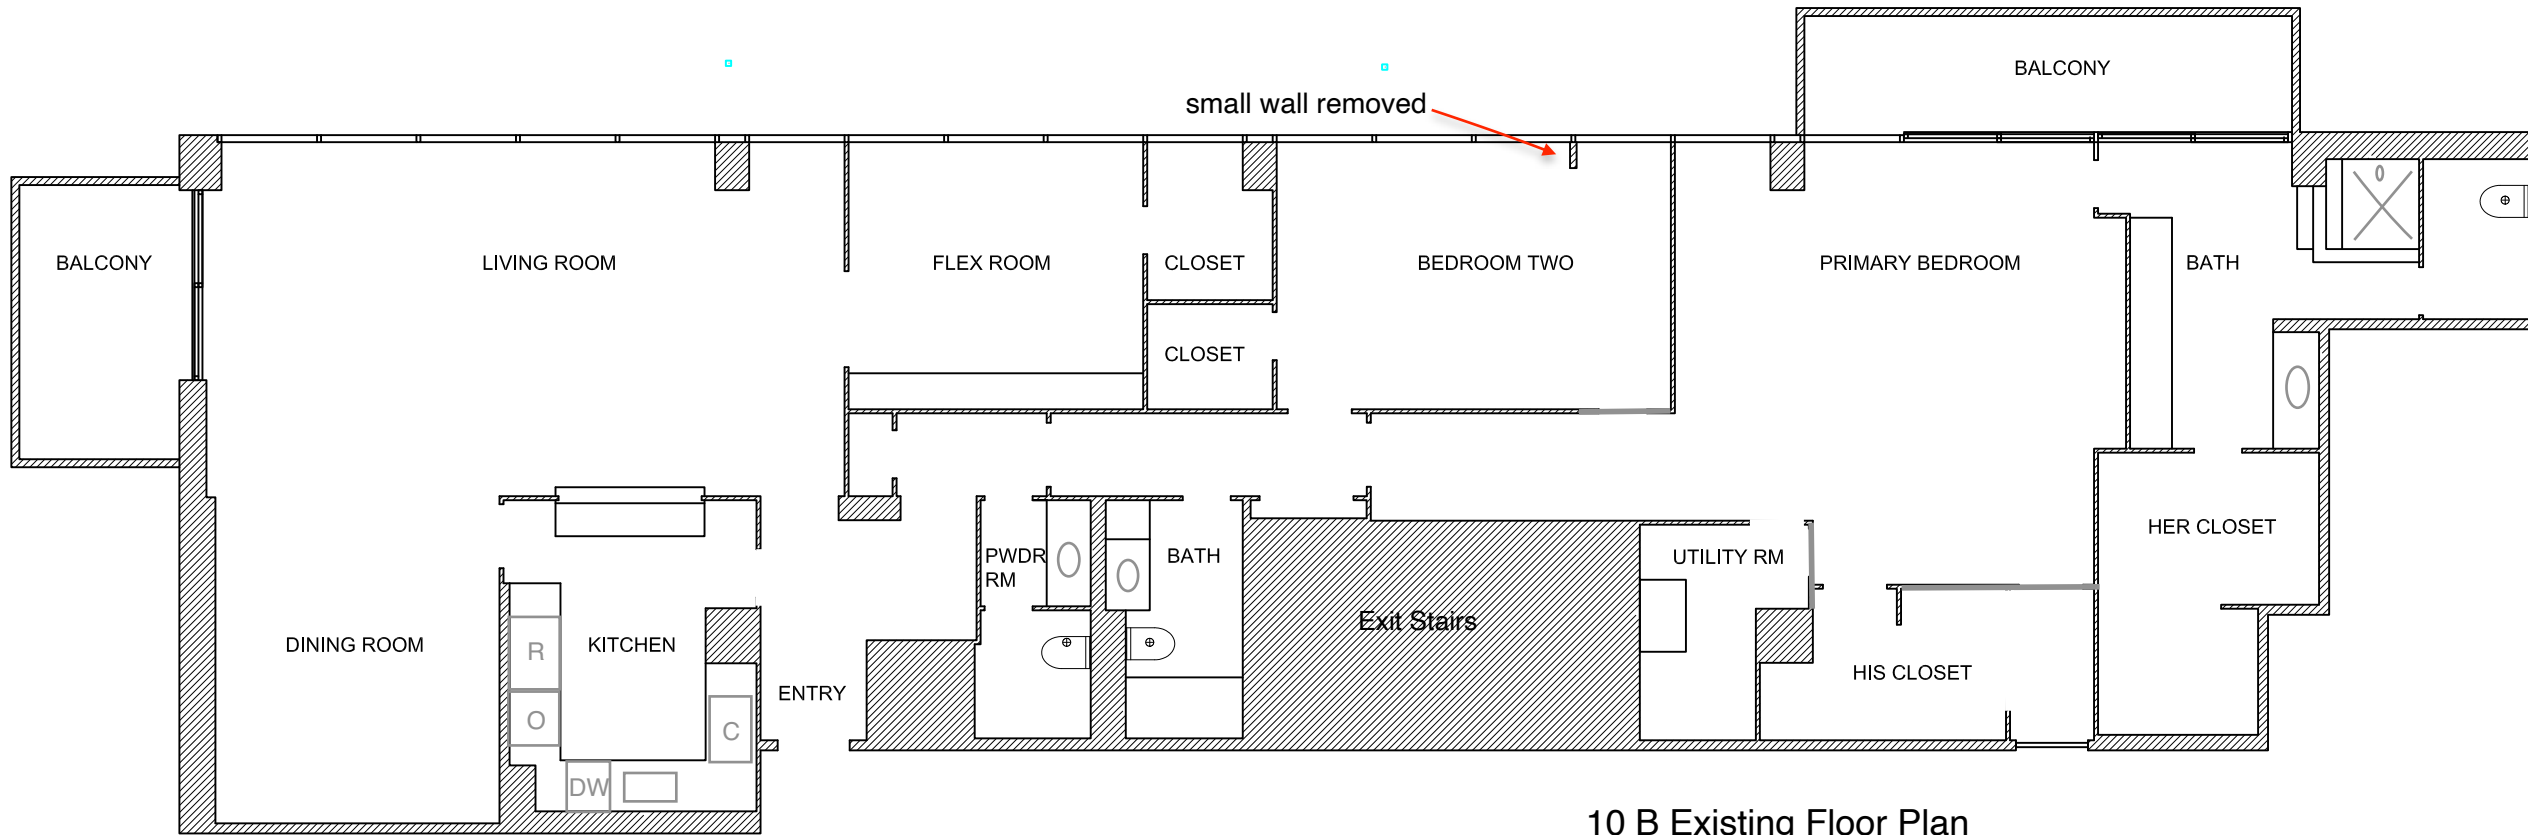 BALCONY
small wall removed
BALCONY
LIVING ROOM
FLEX ROOM
CLOSET
BEDROOM TWO
PRIMARY BEDROOM
BATH
CLOSET
HER CLOSET
PWDR
RM
BATH
UTILITY RM
Exit Stairs
DINING ROOM
R
KITCHEN
HIS CLOSET
ENTRY
O
C
DW
10 B Existing Floor Plan